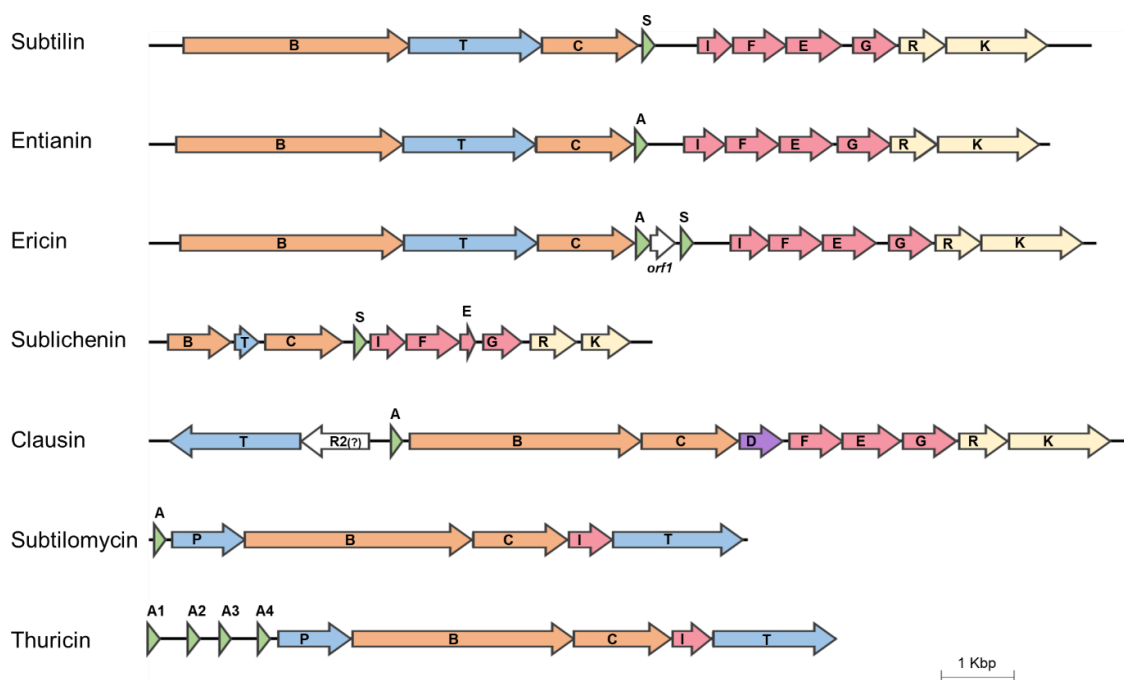 S
Subtilin B T C I F E G R K
A
Entianin B T C I F E G R K
A S
Ericin B T C I F E G R K
orf1
S E
Sublichenin B T C I F G R K
A
Clausin T R2(?) B C D F E G R K
A
Subtilomycin P B C I T
A1 A2 A3 A4
Thuricin P B C I T
1 Kbp